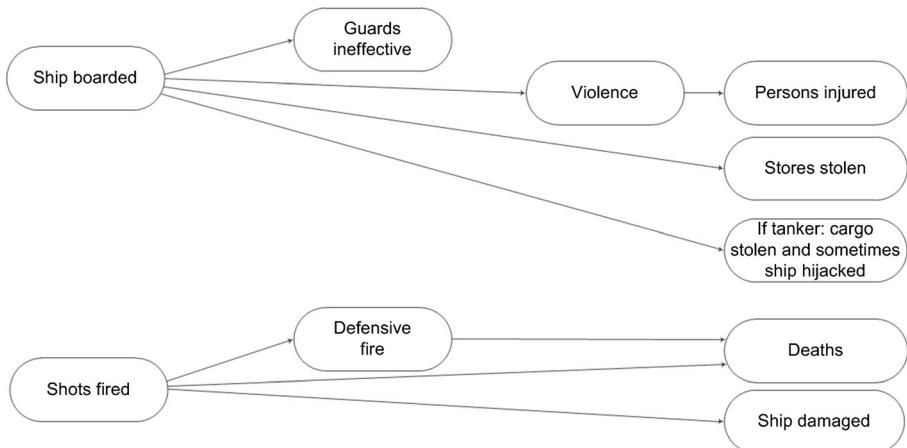 Guards
ineffective
Ship boarded
Violence
Persons injured
Stores stolen
If tanker: cargo
stolen and sometimes
ship hijacked
Defensive
fire
Deaths
Shots fired
Ship damaged